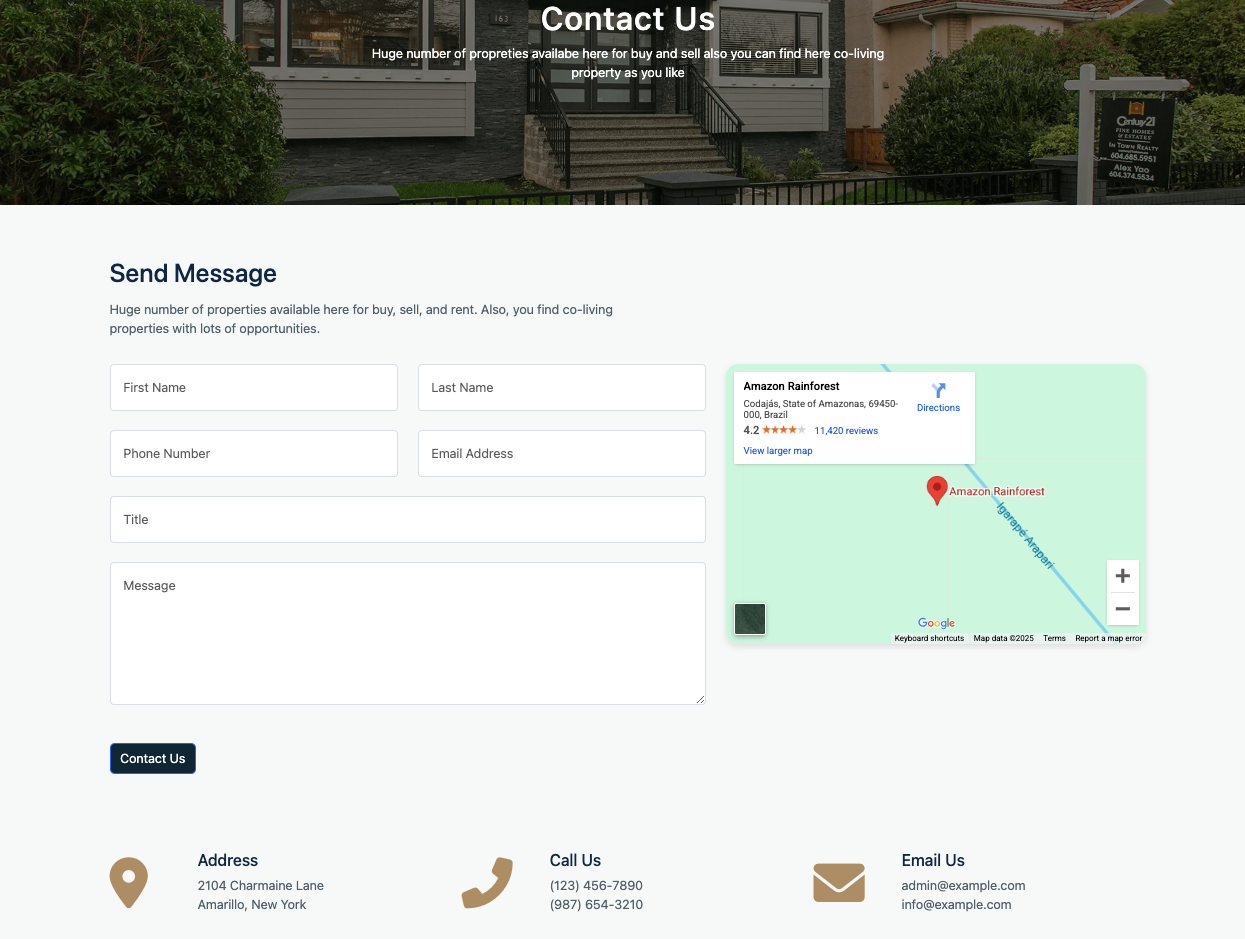 163
Contact Us
Huge number of propreties availabe here for buy and sell also you can find here co-living
property as you like
Century21
FINE HOMES
& ESTATES
IN TOWN REALTY
604.685.5951
Alex Yao
604.374.5534
Send Message
Huge number of properties available here for buy, sell, and rent. Also, you find co-living
properties with lots of opportunities.
First Name
Last Name
Phone Number
Email Address
Title
Message
Contact Us
Amazon Rainforest
Directions
Codajás, State of Amazonas, 69450-
000, Brazil
4.2
11,420 reviews
View larger map
Amazon Rainforest
Igarapé Arapari
Google
Keyboard shortcuts
Map data ©2025
Terms
Report a map error
Address
2104 Charmaine Lane
Amarillo, New York
Call Us
(123) 456-7890
(987) 654-3210
Email Us
admin@example.com
info@example.com